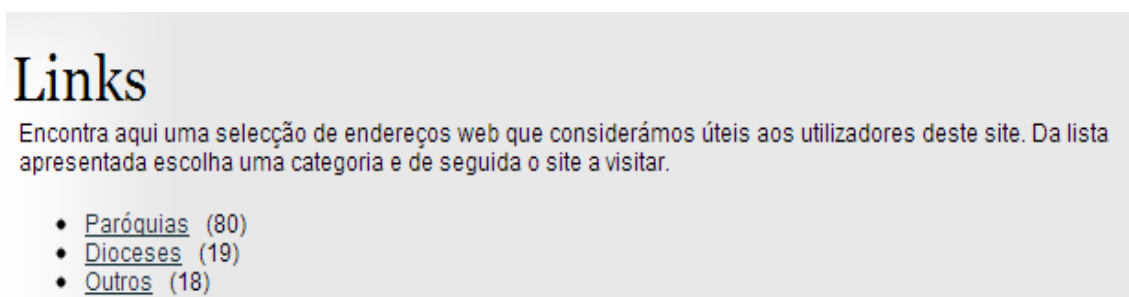 Links
Encontra aqui uma selecção de endereços web que considerámos úteis aos utilizadores deste site. Da lista
apresentada escolha uma categoria e de seguida o site a visitar.
• Paróquias (80)
• Dioceses (19)
• Outros (18)